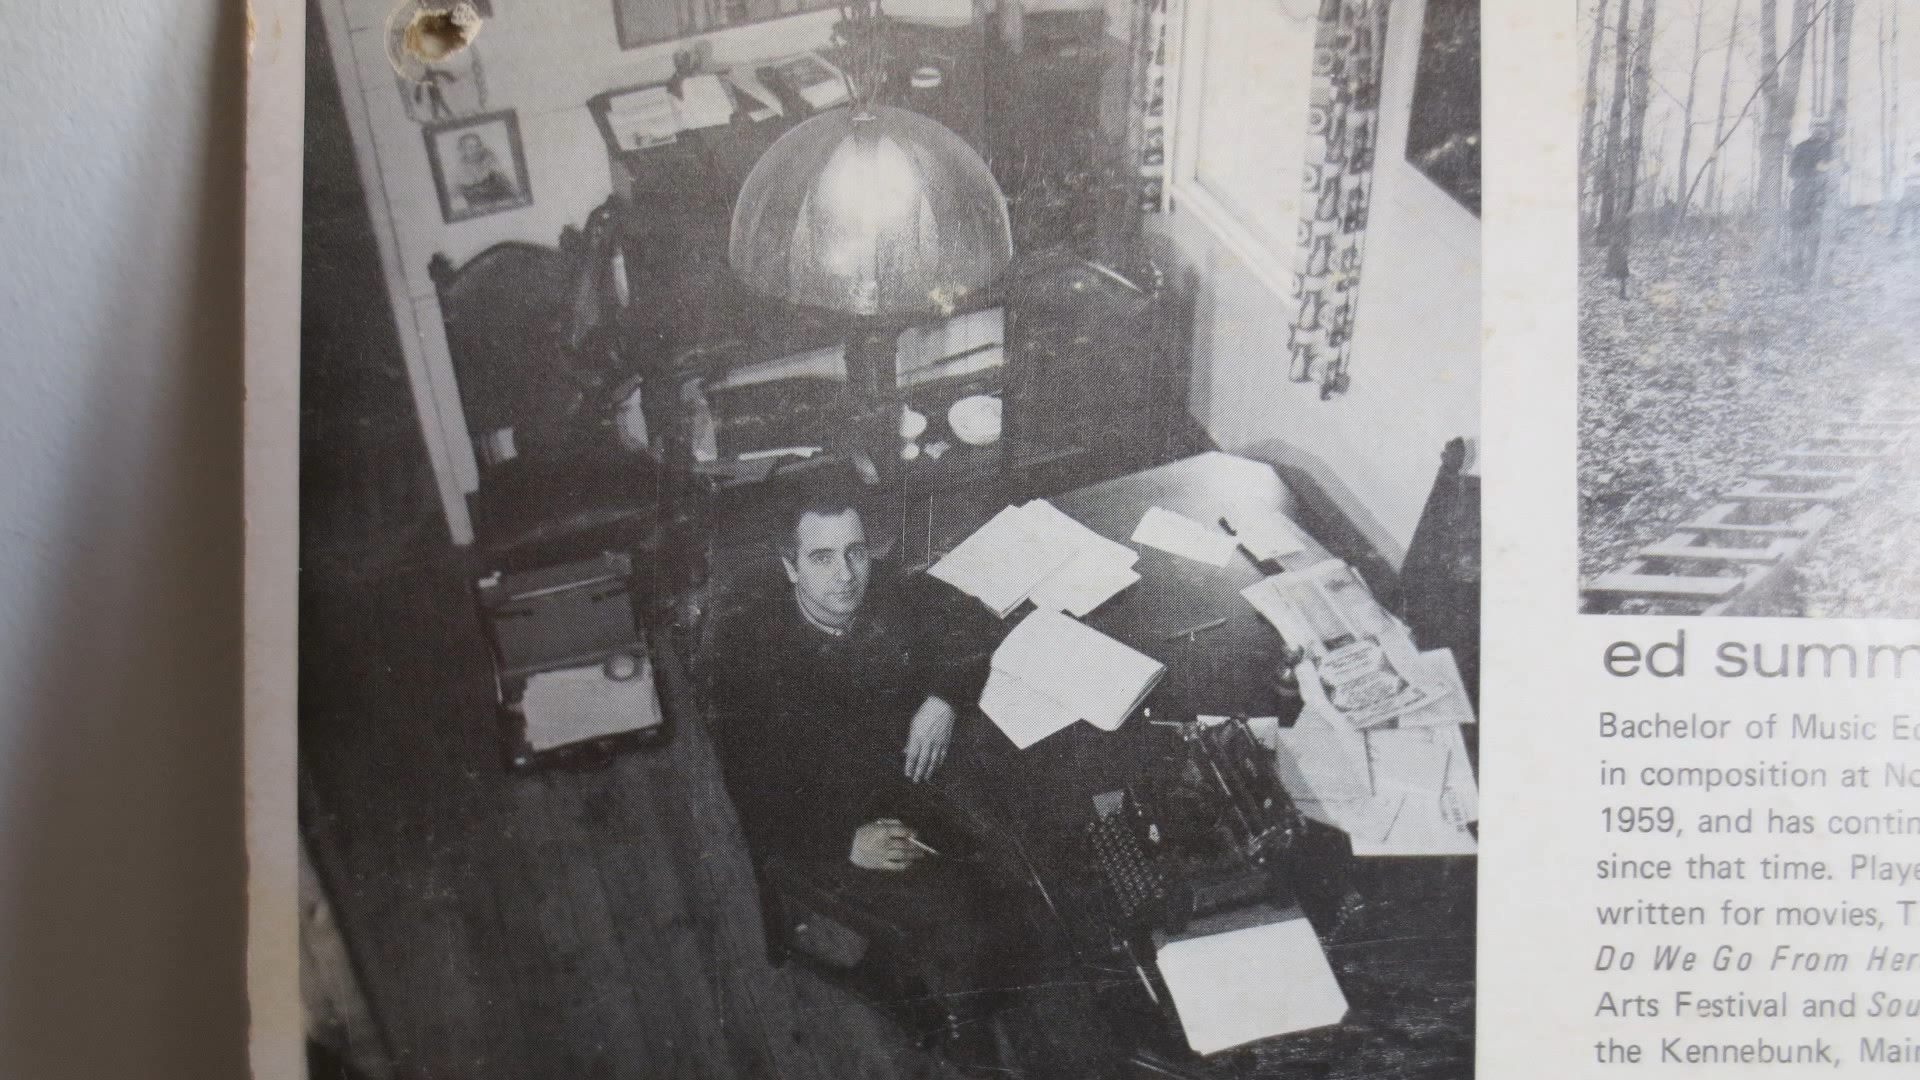 ed summ
Bachelor of Music Ed
in composition at No
1959, and has contin
since that time. Playe
written for movies, T
Do We Go From Her
Arts Festival and Sou
the Kennebunk, Main